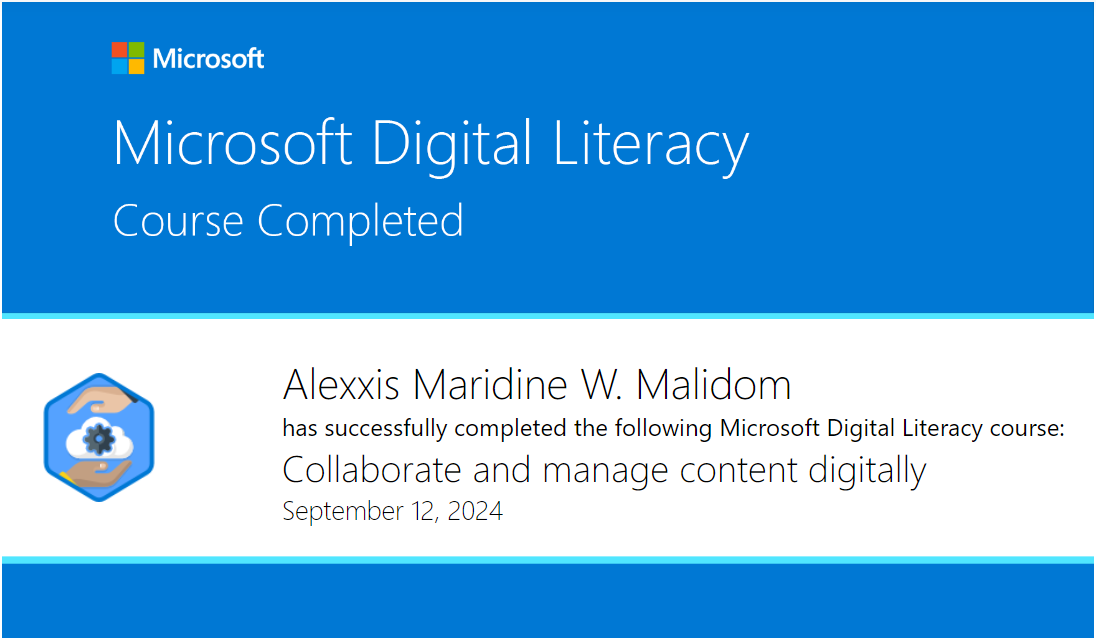 Microsoft
Microsoft Digital Literacy
Course Completed
Alexxis Maridine W. Malidom
has successfully completed the following Microsoft Digital Literacy course:
Collaborate and manage content digitally
September 12, 2024